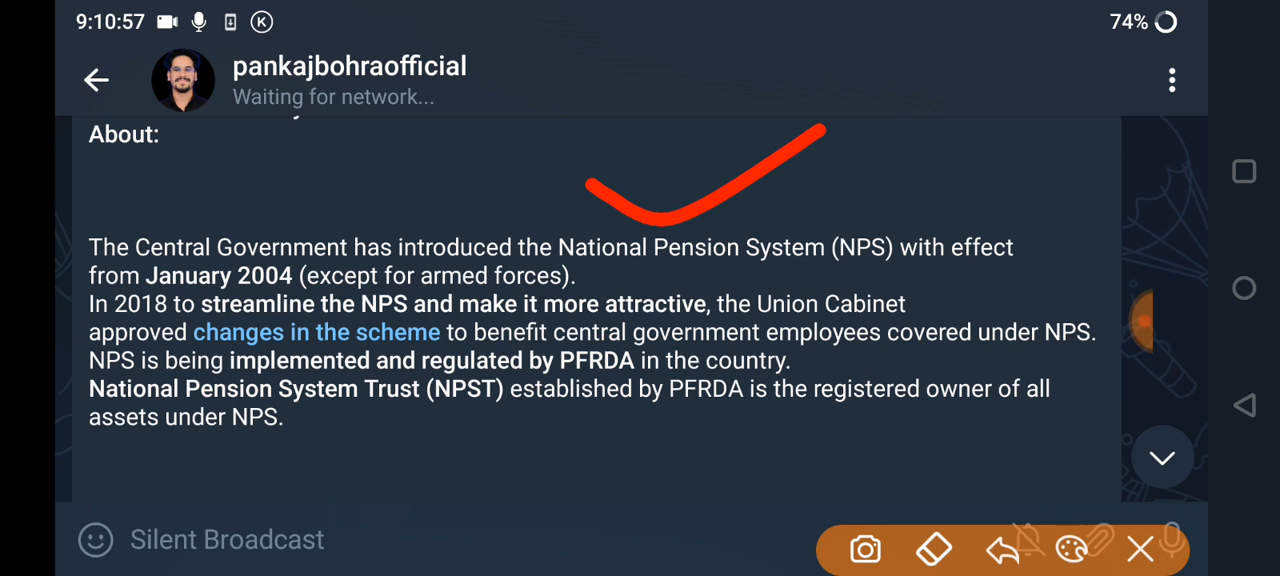 9:10:57 K 74%
pankajbohraofficial
Waiting for network...
About:
The Central Government has introduced the National Pension System (NPS) with effect
from January 2004 (except for armed forces).
In 2018 to streamline the NPS and make it more attractive, the Union Cabinet
approved changes in the scheme to benefit central government employees covered under NPS.
NPS is being implemented and regulated by PFRDA in the country.
National Pension System Trust (NPST) established by PFRDA is the registered owner of all
assets under NPS.
Silent Broadcast